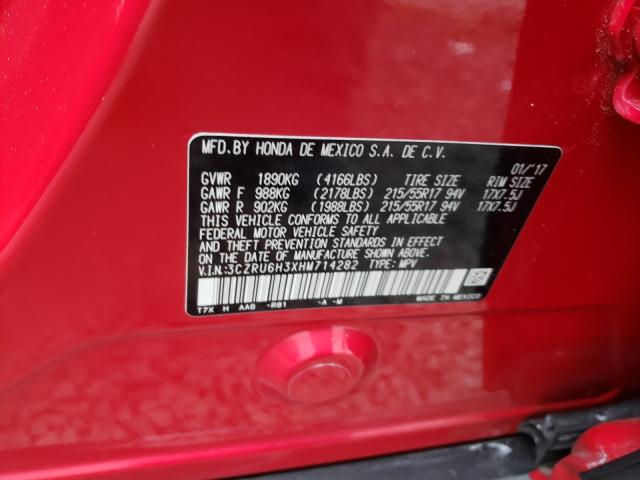 MFD.BY HONDA DE MEXICO S.A. DE C.V.
01/'17
GVWR 1890KG (4166LBS) TIRE SIZE RIM SIZE
GAWR F 988KG (2178LBS) 215/55R17 94V 17X7.5J
GAWR R 902KG (1988LBS) 215/55R17 94V 17X7.5J
THIS VEHICLE CONFORMS TO ALL APPLICABLE
FEDERAL MOTOR VEHICLE SAFETY
STANDARDS IN EFFECT
ON THE DATE OF MANUFACTURE SHOWN ABOVE.
V.I.N.:3CZRU6H3XHM714282 TYPE: MPV
T7X H AAG -R81 -A -M MADE IN MEXICO